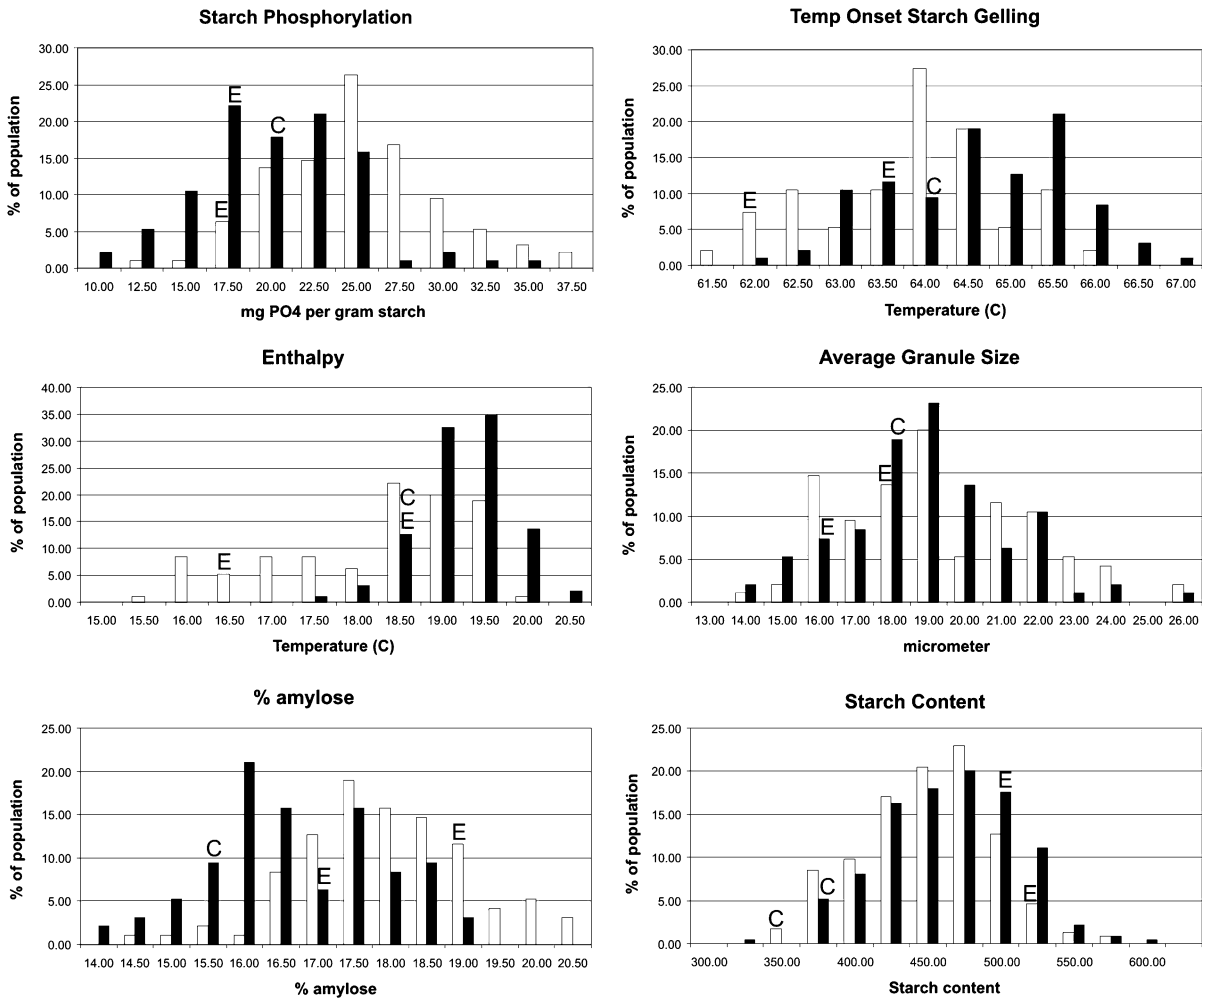 Starch Phosphorylation
% of population
30.00
25.00
20.00
15.00
10.00
5.00
0.00
E
E
C
10.00 12.50 15.00 17.50 20.00 22.50 25.00 27.50 30.00 32.50 35.00 37.50
mg PO4 per gram starch
Temp Onset Starch Gelling
% of population
30.00
25.00
20.00
15.00
10.00
5.00
0.00
E
E
C
61.50 62.00 62.50 63.00 63.50 64.00 64.50 65.00 65.50 66.00 66.50 67.00
Temperature (C)
Enthalpy
% of population
40.00
35.00
30.00
25.00
20.00
15.00
10.00
5.00
0.00
E
C
E
15.00 15.50 16.00 16.50 17.00 17.50 18.00 18.50 19.00 19.50 20.00 20.50
Temperature (C)
Average Granule Size
% of population
25.00
20.00
15.00
10.00
5.00
0.00
E
E
C
13.00 14.00 15.00 16.00 17.00 18.00 19.00 20.00 21.00 22.00 23.00 24.00 25.00 26.00
micrometer
% amylose
% of population
25.00
20.00
15.00
10.00
5.00
0.00
C
E
E
14.00 14.50 15.00 15.50 16.00 16.50 17.00 17.50 18.00 18.50 19.00 19.50 20.00 20.50
% amylose
Starch Content
% of population
25.00
20.00
15.00
10.00
5.00
0.00
C
C
E
E
300.00 350.00 400.00 450.00 500.00 550.00 600.00
Starch content